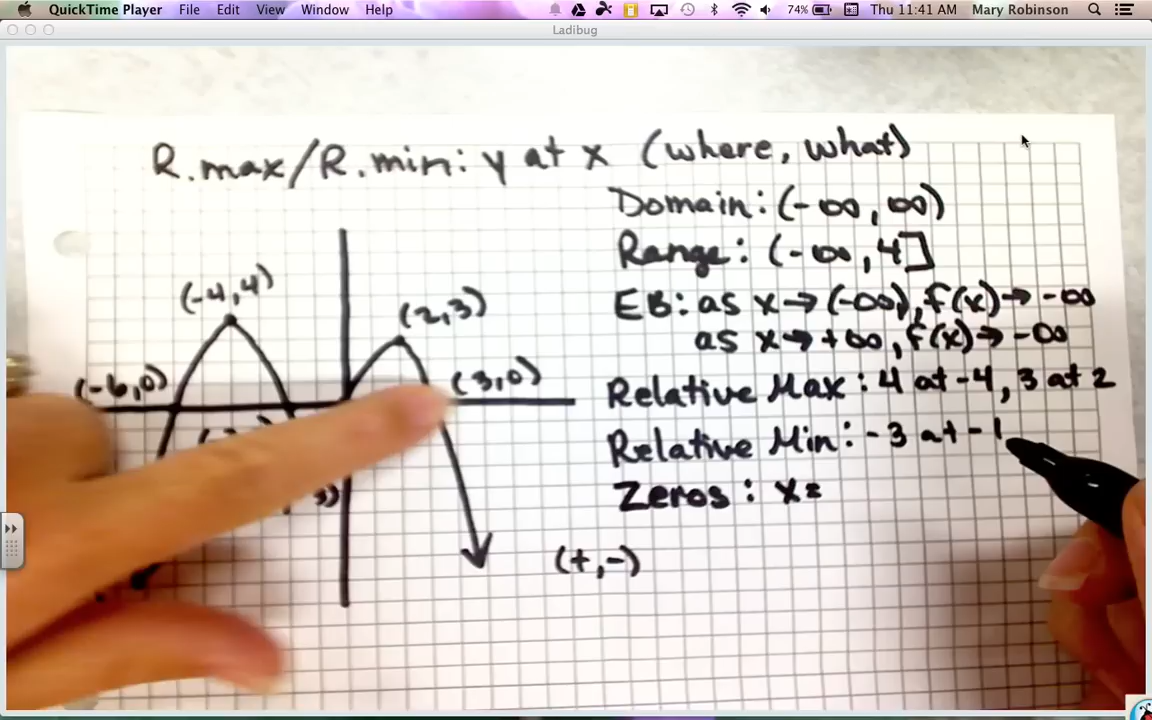 QuickTime Player File Edit View Window Help 74% Thu 11:41 AM Mary Robinson
Ladibug
R.max/R.min: y at x (where, what)
Domain: (-∞, ∞)
Range: (-∞, 4]
EB: as x→(-∞), f(x)→ -∞
as x→+∞, f(x)→ -∞
Relative Max: 4 at -4, 3 at 2
Relative Min: -3 at -1
Zeros: x=
(-4,4)
(2,3)
(-6,0)
(3,0)
(+,-)